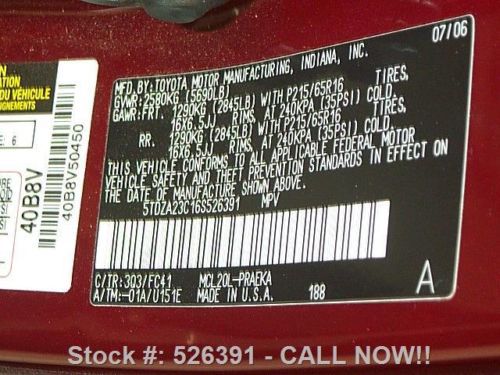 N
DU VÉHICULE
IGNEMENTS
E: 6
40B8V
40B8V50450
07/06
MFD.BY:TOYOTA MOTOR MANUFACTURING, INDIANA, INC.
GVWR:2580KG (5690LB)
GAWR:FRT. 1290KG (2845LB) WITH P215/65R16 TIRES,
16X6.5JJ RIMS, AT 240KPA (35PSI) COLD.
RR. 1290KG (2845LB) WITH P215/65R16 TIRES,
16X6.5JJ RIMS, AT 240KPA (35PSI) COLD.
THIS VEHICLE CONFORMS TO ALL APPLICABLE FEDERAL MOTOR
VEHICLE SAFETY AND THEFT PREVENTION STANDARDS IN EFFECT ON
THE DATE OF MANUFACTURE SHOWN ABOVE.
5TDZA23C16S526391 MPV
C/TR: 3Q3/FC41 MCL20L-PRAEKA
A/TM:-01A/U151E MADE IN U.S.A. 188
A
Stock #: 526391 - CALL NOW!!